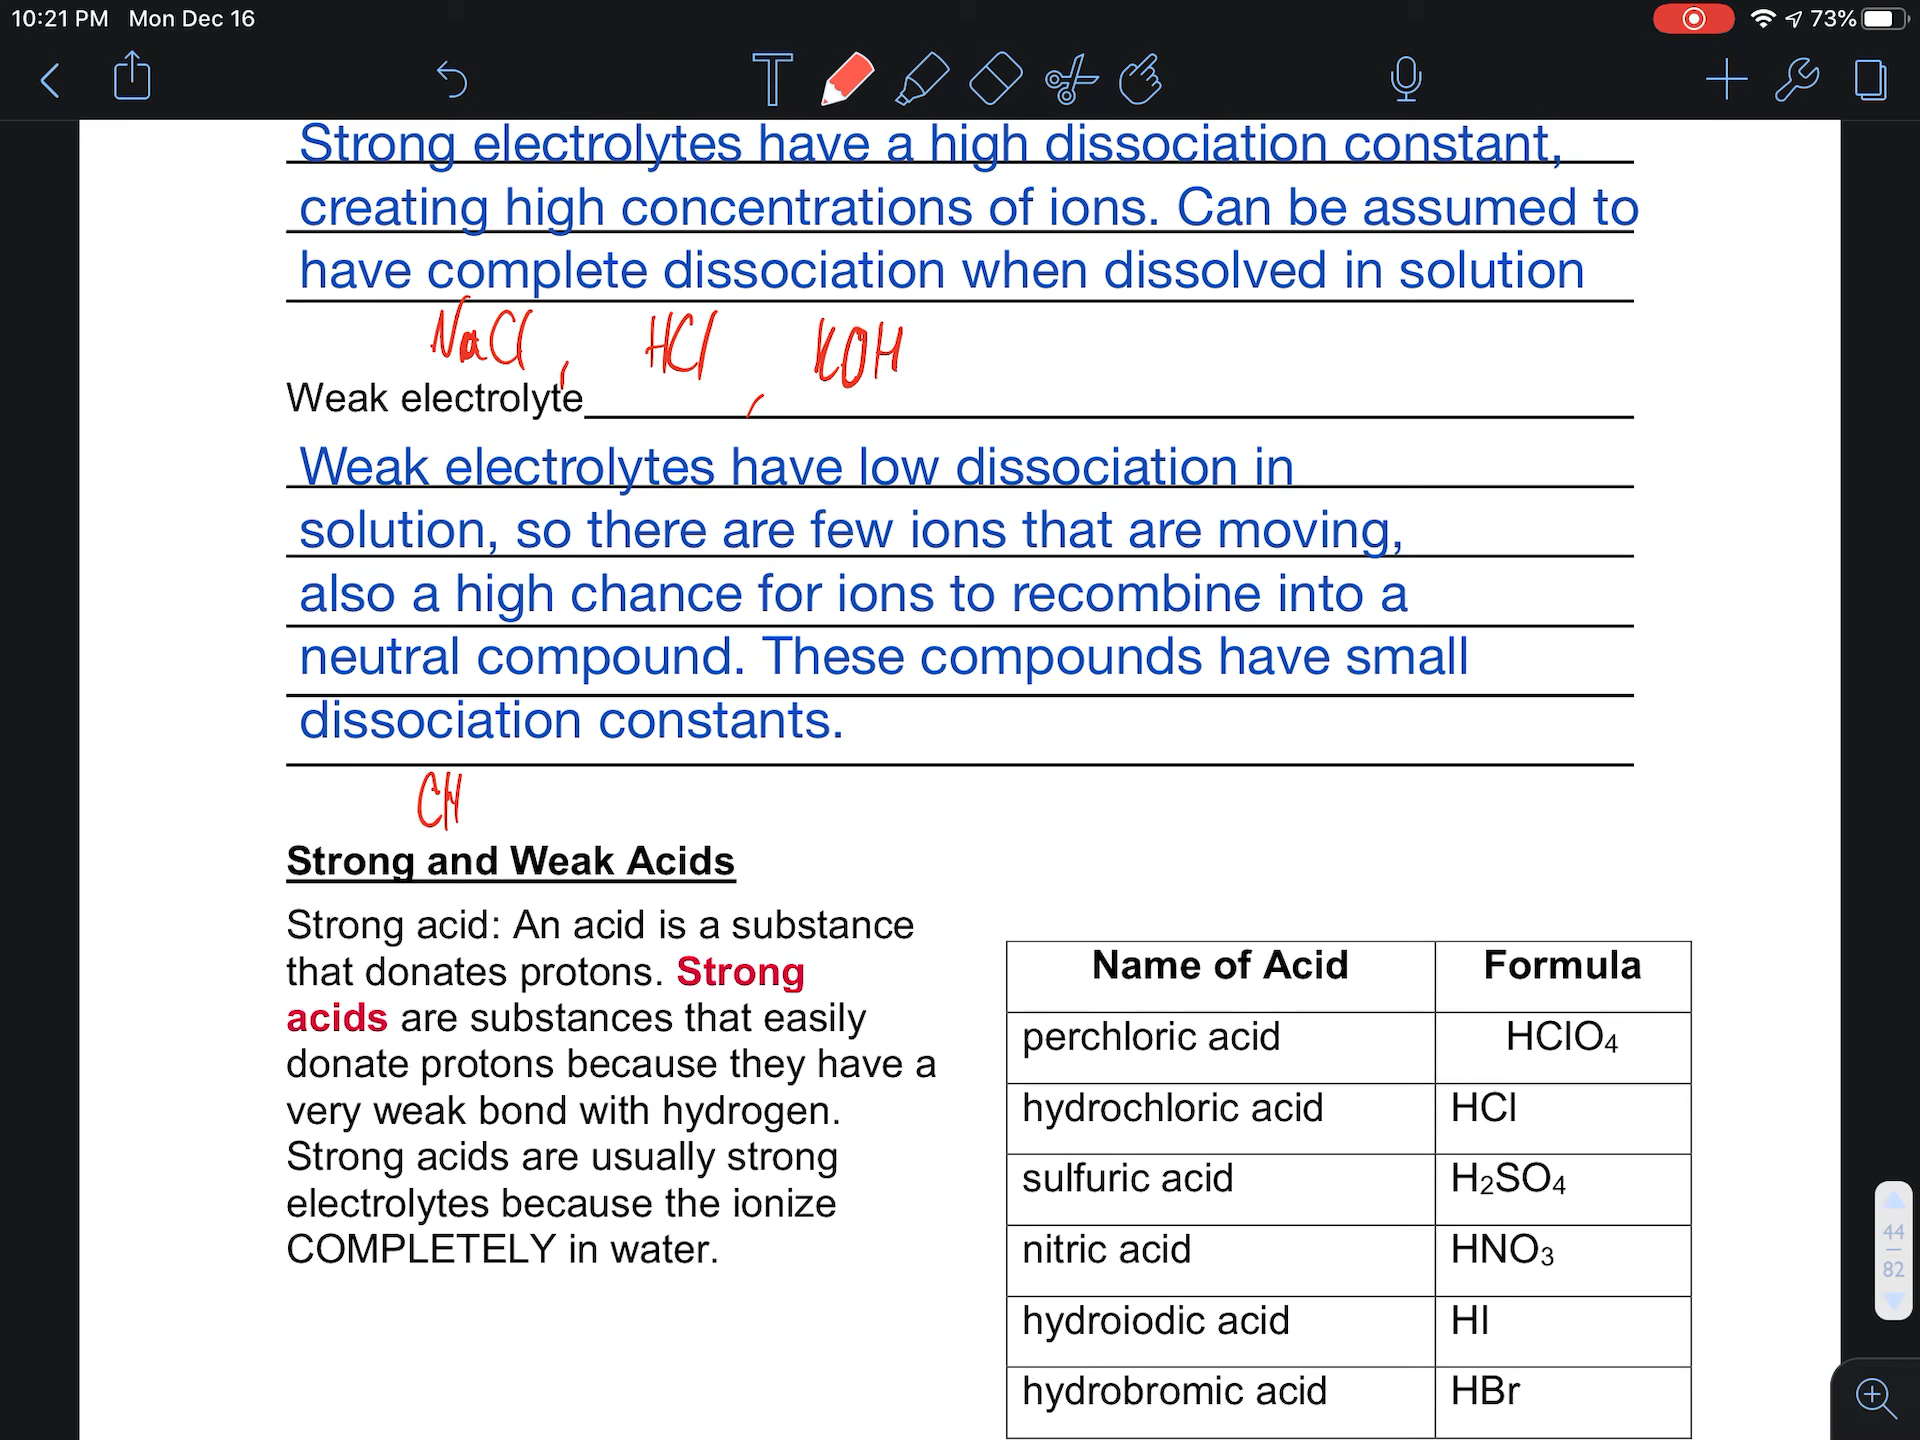 10:21 PM Mon Dec 16
73%
T
Strong electrolytes have a high dissociation constant,
creating high concentrations of ions. Can be assumed to
have complete dissociation when dissolved in solution
NaCl, HCl, KOH
Weak electrolyte
Weak electrolytes have low dissociation in
solution, so there are few ions that are moving,
also a high chance for ions to recombine into a
neutral compound. These compounds have small
dissociation constants.
CH
Strong and Weak Acids
Strong acid: An acid is a substance
that donates protons. Strong
acids are substances that easily
donate protons because they have a
very weak bond with hydrogen.
Strong acids are usually strong
electrolytes because the ionize
COMPLETELY in water.
Name of Acid Formula
perchloric acid HClO4
hydrochloric acid HCl
sulfuric acid H2SO4
nitric acid HNO3
hydroiodic acid HI
hydrobromic acid HBr
44
82